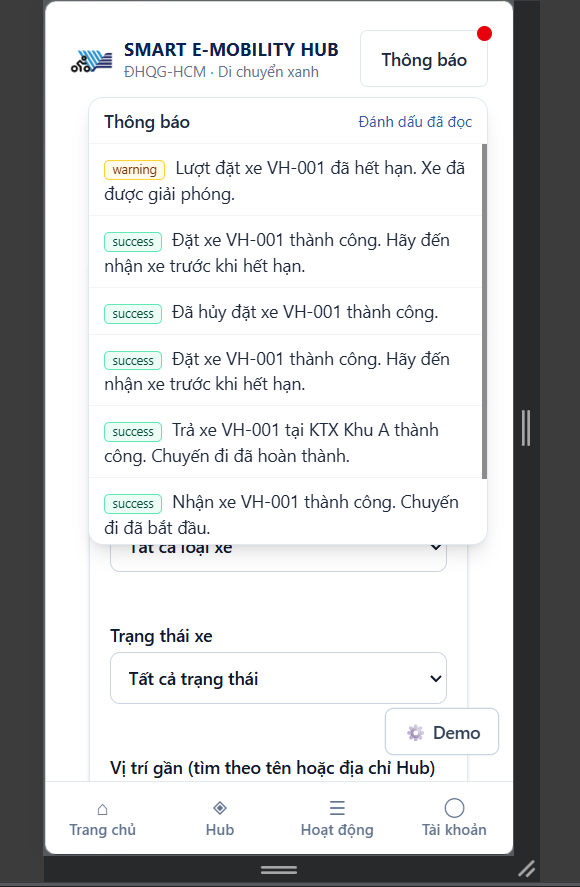 SMART E-MOBILITY HUB
ĐHQG-HCM · Di chuyển xanh
Thông báo
Thông báo
Đánh dấu đã đọc
warning Lượt đặt xe VH-001 đã hết hạn. Xe đã
được giải phóng.
success Đặt xe VH-001 thành công. Hãy đến
nhận xe trước khi hết hạn.
success Đã hủy đặt xe VH-001 thành công.
success Đặt xe VH-001 thành công. Hãy đến
nhận xe trước khi hết hạn.
success Trả xe VH-001 tại KTX Khu A thành
công. Chuyến đi đã hoàn thành.
success Nhận xe VH-001 thành công. Chuyến
đi đã bắt đầu.
Tất cả loại xe
Trạng thái xe
Tất cả trạng thái
Demo
Vị trí gần (tìm theo tên hoặc địa chỉ Hub)
Trang chủ
Hub
Hoạt động
Tài khoản